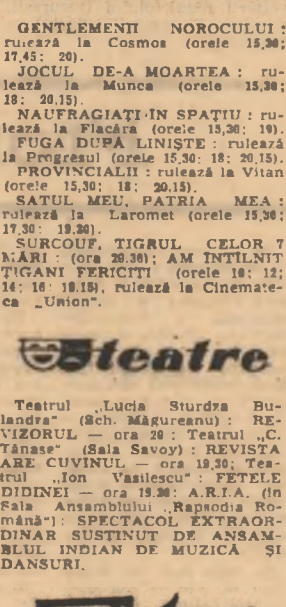 GENTLEMENII NOROCULUI :
rulează la Cosmos (orele 15,30;
17,45; 20).
JOCUL DE-A MOARTEA : ru-
lează la Munca (orele 15,30;
18; 20,15).
NAUFRAGIAȚI ÎN SPAȚIU : ru-
lează la Flacăra (orele 15,30; 19).
FUGA DUPĂ LINIȘTE : rulează
la Progresul (orele 15,30; 18; 20,15).
PROVINCIALII : rulează la Vitan
(orele 15,30; 18; 20,15).
SATUL MEU, PATRIA MEA :
rulează la Laromet (orele 15,30;
17,30; 19,30).
SURCOUF, TIGRUL CELOR 7
MĂRI : (ora 20.30); AM ÎNTÎLNIT
ȚIGANI FERICIȚI (orele 10; 12;
14; 16; 18.15), rulează la Cinemate-
ca „Union".
teatre
Teatrul „Lucia Sturdza Bu-
landra" (Sch. Măgureanu) : RE-
VIZORUL — ora 20 ; Teatrul „C.
Tănase" (Sala Savoy) : REVISTA
ARE CUVÎNUL — ora 19,30; Tea-
trul „Ion Vasilescu" : FETELE
DIDINEI — ora 19.30; A.R.I.A. (în
Sala Ansamblului „Rapsodia Ro-
mână") : SPECTACOL EXTRAOR-
DINAR SUSȚINUT DE ANSAM-
BLUL INDIAN DE MUZICĂ ȘI
DANSURI.